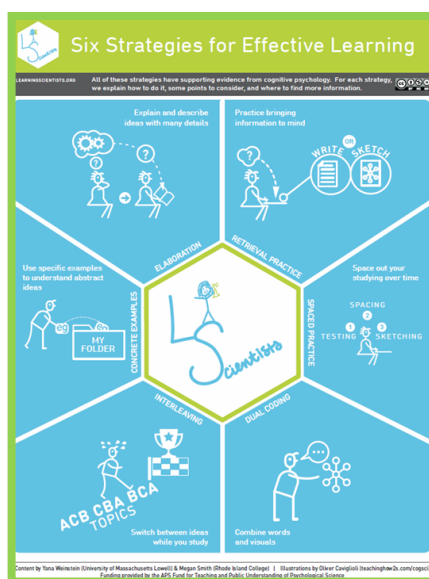 Six Strategies for Effective Learning
LEARNINGSCIENTISTS.ORG
All of these strategies have supporting evidence from cognitive psychology. For each strategy,
we explain how to do it, some points to consider, and where to find more information.
Explain and describe
ideas with many details
?
?
ELABORATION
Practice bringing
information to mind
?
WRITE OR SKETCH
RETRIEVAL PRACTICE
Use specific examples
to understand abstract
ideas
eg
MY
FOLDER
CONCRETE EXAMPLES
LS
cientists
Space out your
studying over time
SPACING
2
1
3
TESTING
SKETCHING
SPACED PRACTICE
INTERLEAVING
ACB CBA BCA
TOPICS
Switch between ideas
while you study
DUAL CODING
Combine words
and visuals
Content by Yana Weinstein (University of Massachusetts Lowell) & Megan Smith (Rhode Island College) | Illustrations by Oliver Caviglioli (teachinghow2s.com/cogsci)
Funding provided by the APS Fund for Teaching and Public Understanding of Psychological Science